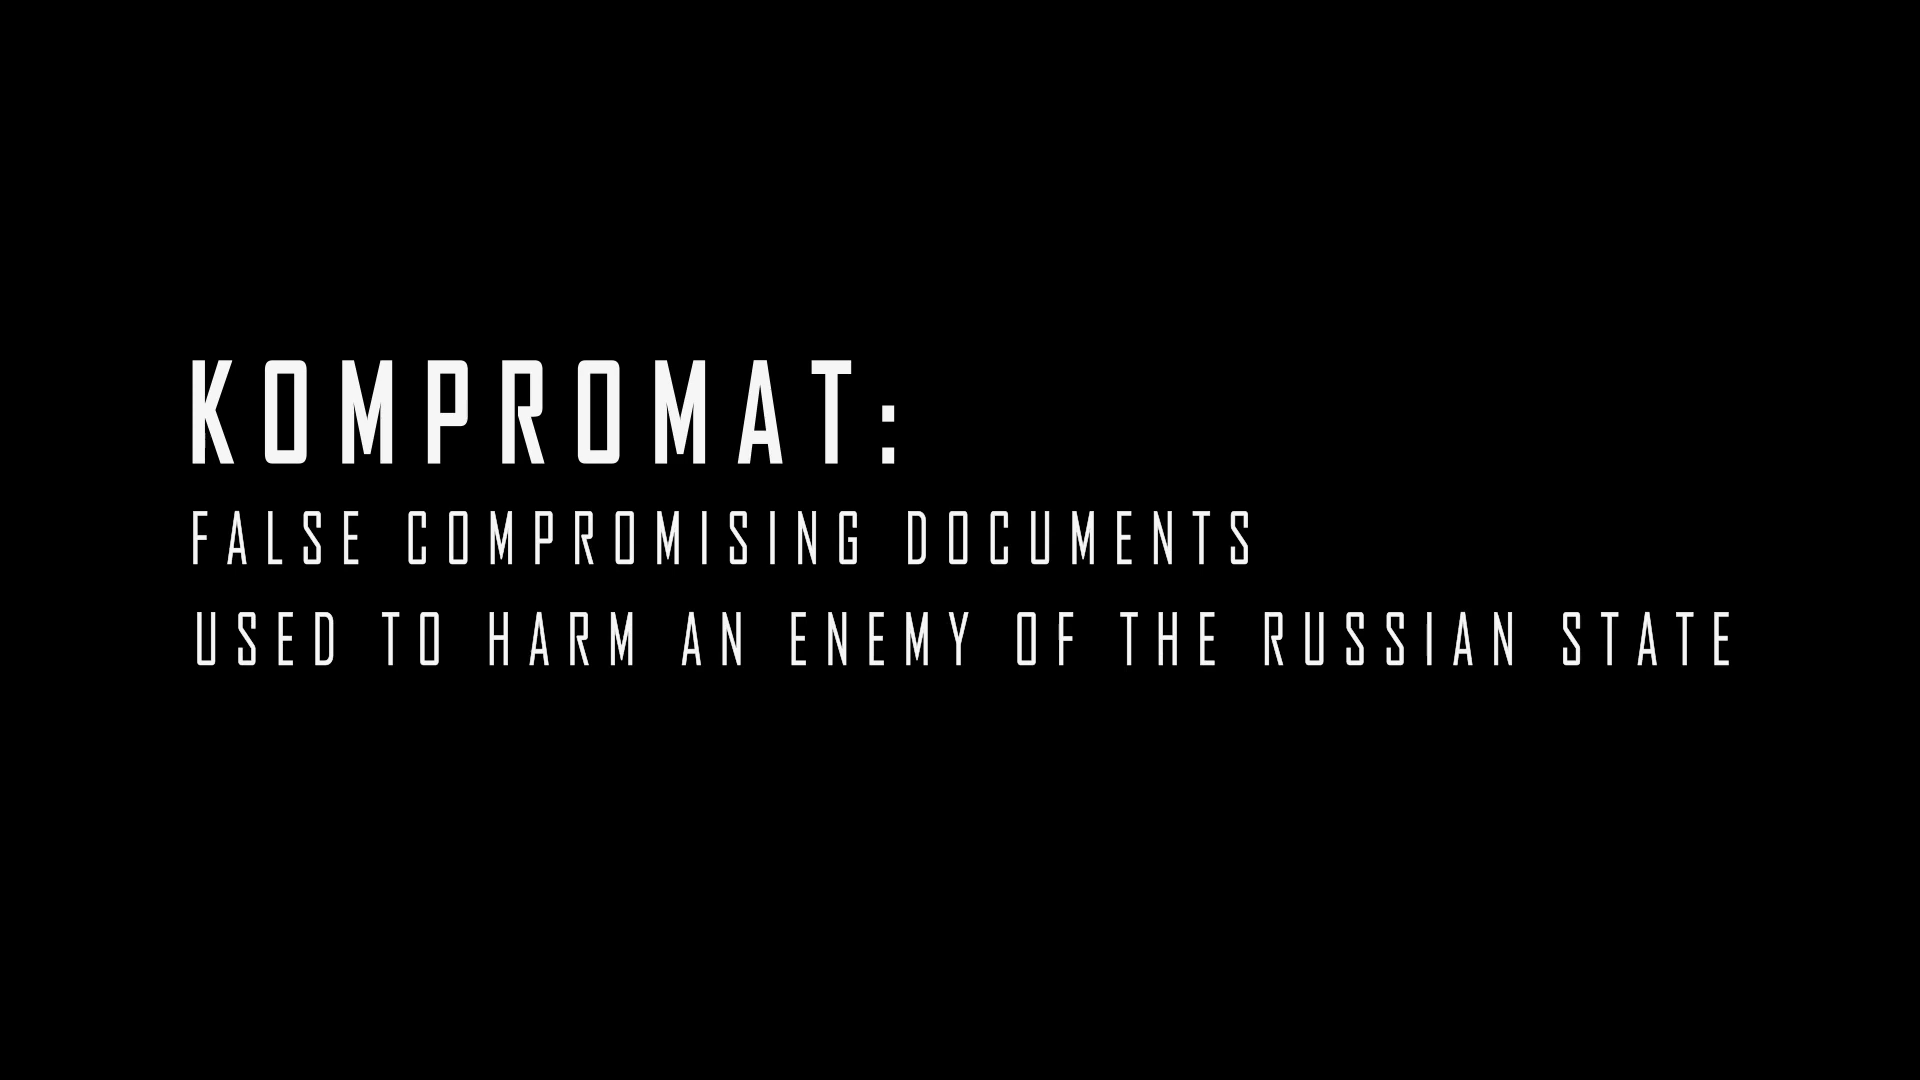 KOMPROMAT:
FALSE COMPROMISING DOCUMENTS
USED TO HARM AN ENEMY OF THE RUSSIAN STATE